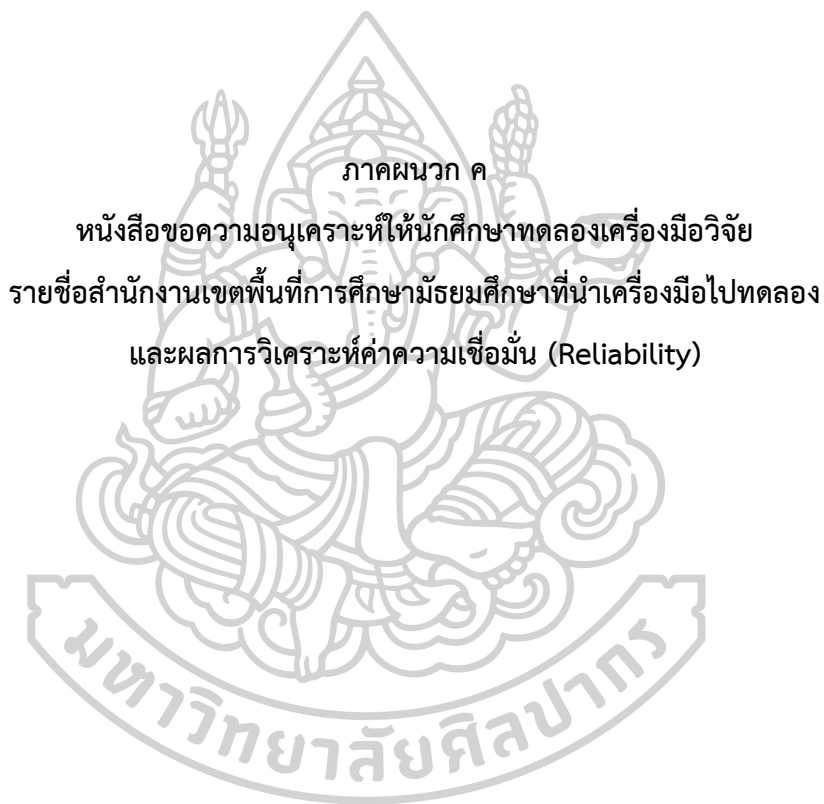 ภาคผนวก ค
หนังสือขอความอนุเคราะห์ให้นักศึกษาทดลองเครื่องมือวิจัย
รายชื่อสำนักงานเขตพื้นที่การศึกษามัธยมศึกษาที่นำเครื่องมือไปทดลอง
และผลการวิเคราะห์ค่าความเชื่อมั่น (Reliability)
มหาวิทยาลัยศิลปากร